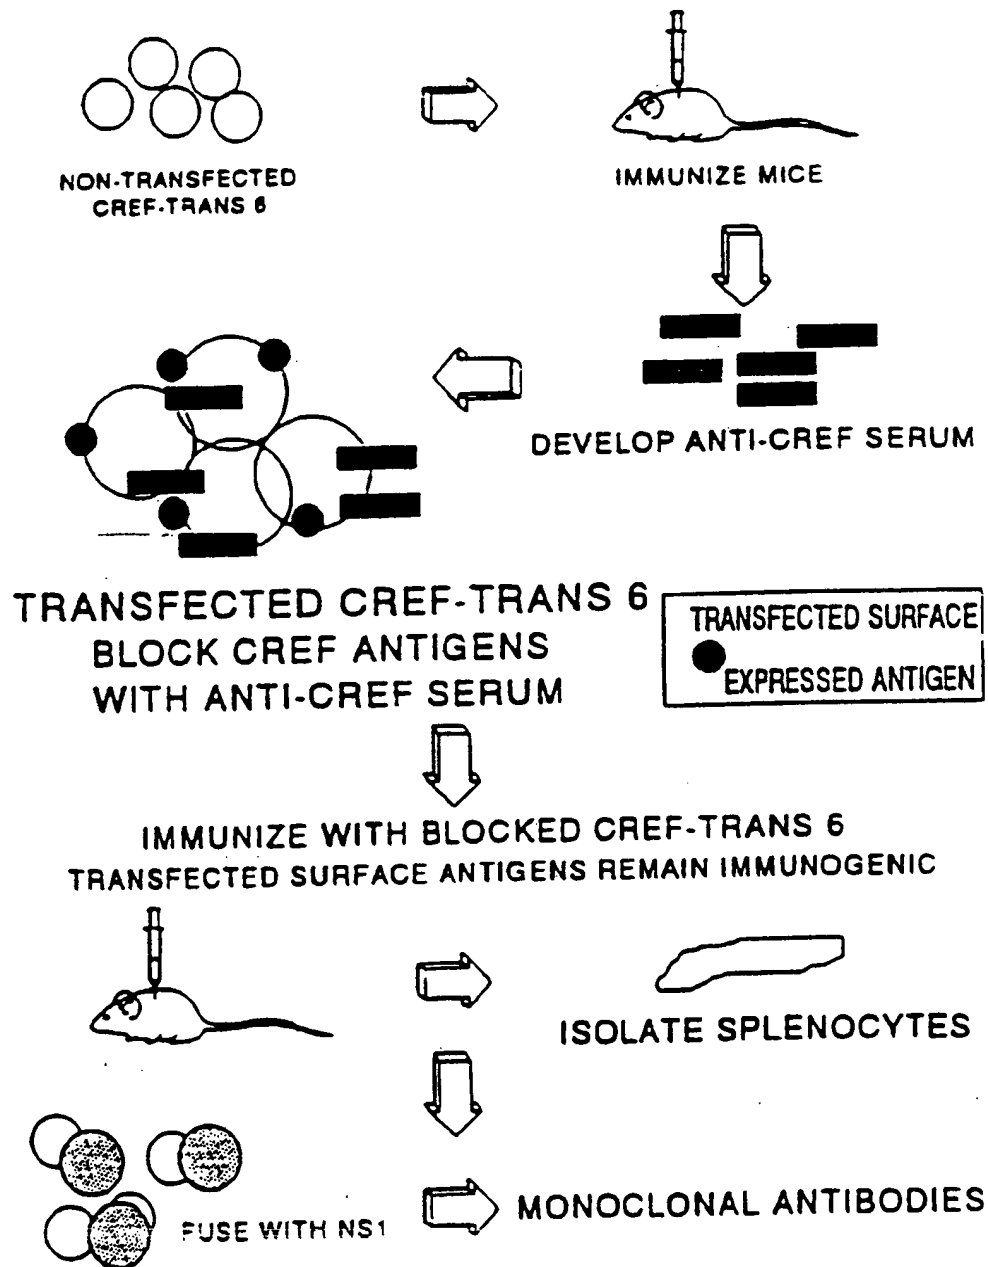 NON-TRANSFECTED
CREF-TRANS 6
IMMUNIZE MICE
DEVELOP ANTI-CREF SERUM
TRANSFECTED CREF-TRANS 6
BLOCK CREF ANTIGENS
WITH ANTI-CREF SERUM
TRANSFECTED SURFACE
EXPRESSED ANTIGEN
IMMUNIZE WITH BLOCKED CREF-TRANS 6
TRANSFECTED SURFACE ANTIGENS REMAIN IMMUNOGENIC
ISOLATE SPLENOCYTES
FUSE WITH NS1
MONOCLONAL ANTIBODIES